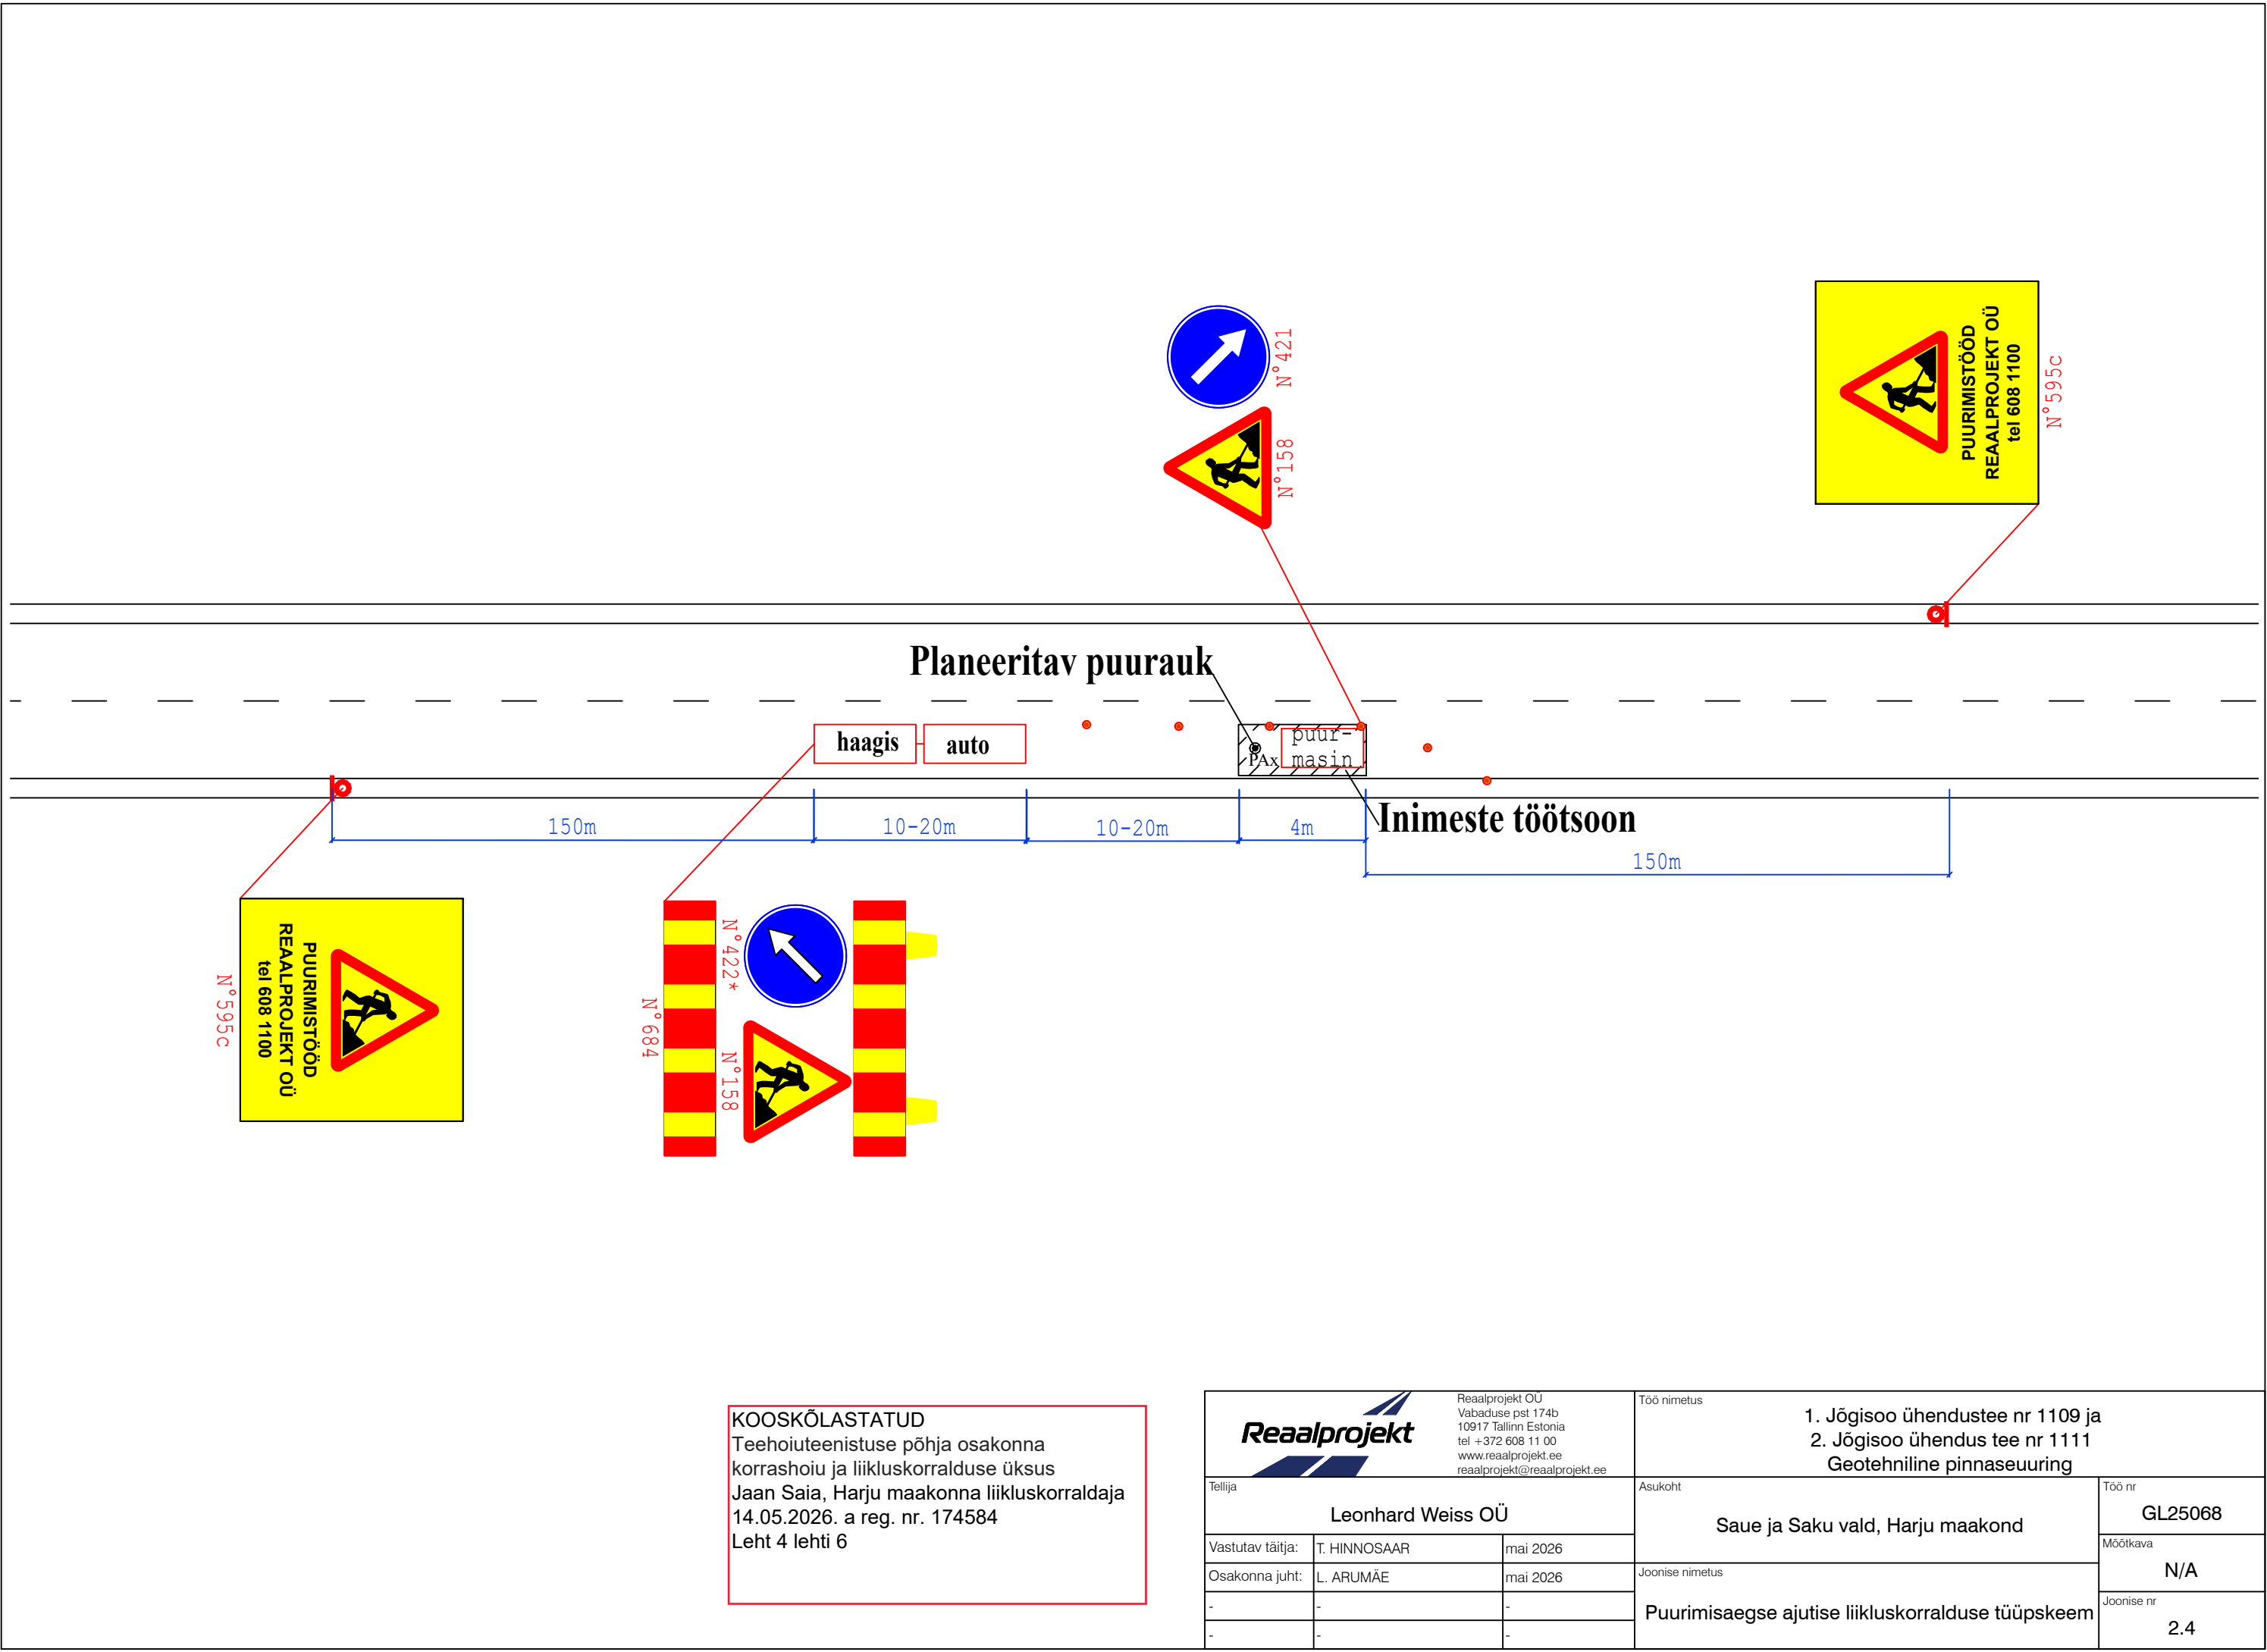 N°421
N°158
PUURIMISTÖÖD
REAALPROJEKT OÜ
tel 608 1100
N°595c
Planeeritav puurauk
haagis
auto
puur-
masin
PAx
Inimeste töötsoon
150m
10-20m
10-20m
4m
150m
PUURIMISTÖÖD
REAALPROJEKT OÜ
tel 608 1100
N°595c
N°684
N°422*
N°158
KOOSKÕLASTATUD
Teehoiuteenistuse põhja osakonna
korrashoiu ja liikluskorralduse üksus
Jaan Saia, Harju maakonna liikluskorraldaja
14.05.2026. a reg. nr. 174584
Leht 4 lehti 6
Reaalprojekt
Reaalprojekt OÜ
Vabaduse pst 174b
10917 Tallinn Estonia
tel +372 608 11 00
www.reaalprojekt.ee
reaalprojekt@reaalprojekt.ee
Töö nimetus
1. Jõgisoo ühendustee nr 1109 ja
2. Jõgisoo ühendus tee nr 1111
Geotehniline pinnaseuuring
Tellija
Leonhard Weiss OÜ
Asukoht
Saue ja Saku vald, Harju maakond
Töö nr
GL25068
Vastutav täitja: T. HINNOSAAR mai 2026
Osakonna juht: L. ARUMÄE mai 2026
- - -
- - -
Mõõtkava
N/A
Joonise nimetus
Puurimisaegse ajutise liikluskorralduse tüüpskeem
Joonise nr
2.4